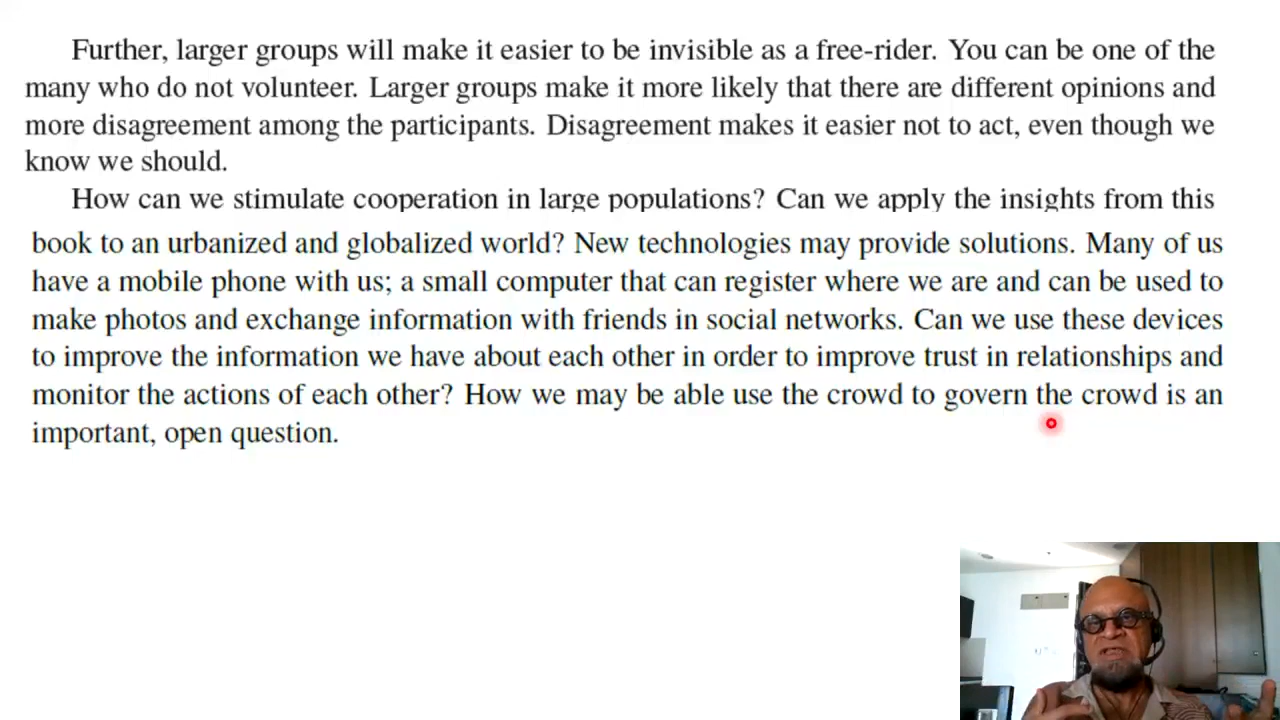 Further, larger groups will make it easier to be invisible as a free-rider. You can be one of the
many who do not volunteer. Larger groups make it more likely that there are different opinions and
more disagreement among the participants. Disagreement makes it easier not to act, even though we
know we should.
How can we stimulate cooperation in large populations? Can we apply the insights from this
book to an urbanized and globalized world? New technologies may provide solutions. Many of us
have a mobile phone with us; a small computer that can register where we are and can be used to
make photos and exchange information with friends in social networks. Can we use these devices
to improve the information we have about each other in order to improve trust in relationships and
monitor the actions of each other? How we may be able use the crowd to govern the crowd is an
important, open question.